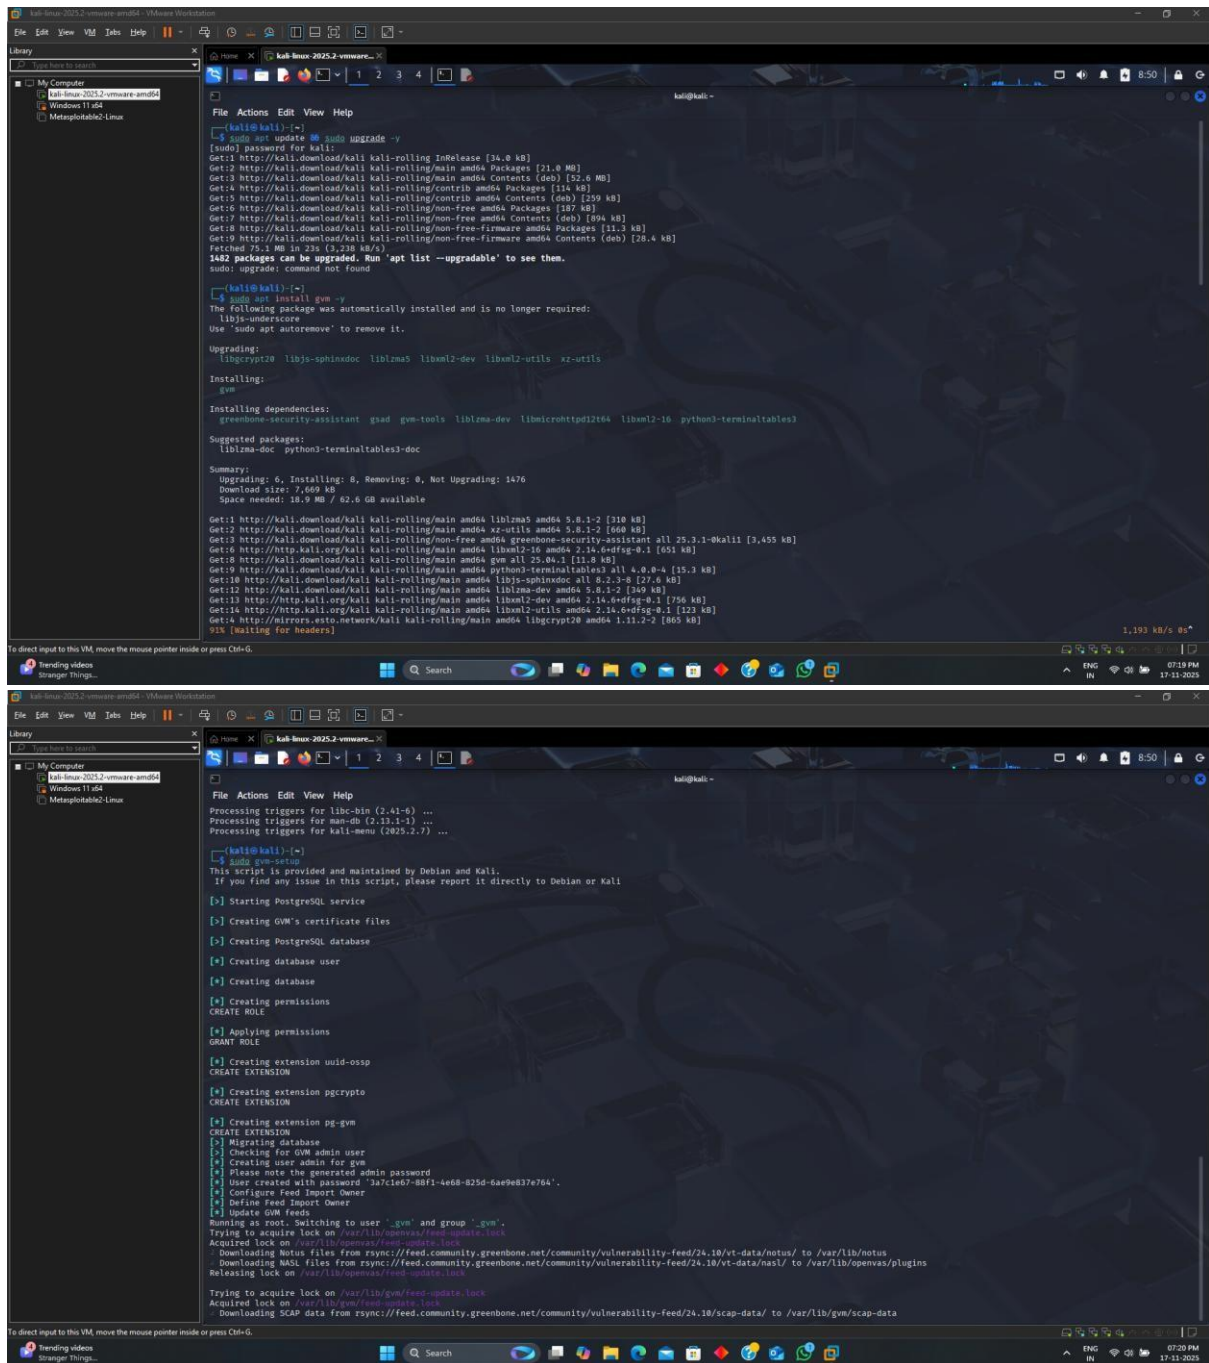 kali-linux-2025.2-vmware-amd64 - VMware Workstation
File Edit View VM Tabs Help
Library
Home kali-linux-2025.2-vmware...
Type here to search
1 2 3 4 8:50
My Computer
kali-linux-2025.2-vmware-amd64
Windows 11 x64
Metasploitable2-Linux
kali@kali: ~
File Actions Edit View Help
(kali㉿kali)-[~]
$ sudo apt update && sudo upgrade -y
[sudo] password for kali:
Get:1 http://kali.download/kali kali-rolling InRelease [34.0 kB]
Get:2 http://kali.download/kali kali-rolling/main amd64 Packages [21.0 MB]
Get:3 http://kali.download/kali kali-rolling/main amd64 Contents (deb) [52.6 MB]
Get:4 http://kali.download/kali kali-rolling/contrib amd64 Packages [114 kB]
Get:5 http://kali.download/kali kali-rolling/contrib amd64 Contents (deb) [259 kB]
Get:6 http://kali.download/kali kali-rolling/non-free amd64 Packages [187 kB]
Get:7 http://kali.download/kali kali-rolling/non-free amd64 Contents (deb) [894 kB]
Get:8 http://kali.download/kali kali-rolling/non-free-firmware amd64 Packages [11.3 kB]
Get:9 http://kali.download/kali kali-rolling/non-free-firmware amd64 Contents (deb) [28.4 kB]
Fetched 75.1 MB in 23s (3,238 kB/s)
1482 packages can be upgraded. Run 'apt list --upgradable' to see them.
sudo: upgrade: command not found
(kali㉿kali)-[~]
$ sudo apt install gvm -y
The following package was automatically installed and is no longer required:
libjs-underscore
Use 'sudo apt autoremove' to remove it.
Upgrading:
libgcrypt20 libjs-sphinxdoc liblzma5 libxml2-dev libxml2-utils xz-utils
Installing:
gvm
Installing dependencies:
greenbone-security-assistant gsad gvm-tools liblzma-dev libmicrohttpd12t64 libxml2-16 python3-terminaltables3
Suggested packages:
liblzma-doc python3-terminaltables3-doc
Summary:
Upgrading: 6, Installing: 8, Removing: 0, Not Upgrading: 1476
Download size: 7,669 kB
Space needed: 18.9 MB / 62.6 GB available
Get:1 http://kali.download/kali kali-rolling/main amd64 liblzma5 amd64 5.8.1-2 [310 kB]
Get:2 http://kali.download/kali kali-rolling/main amd64 xz-utils amd64 5.8.1-2 [660 kB]
Get:3 http://kali.download/kali kali-rolling/non-free amd64 greenbone-security-assistant all 25.3.1-0kali1 [3,455 kB]
Get:6 http://http.kali.org/kali kali-rolling/main amd64 libxml2-16 amd64 2.14.6+dfsg-0.1 [651 kB]
Get:8 http://kali.download/kali kali-rolling/main amd64 gvm all 25.04.1 [11.8 kB]
Get:9 http://kali.download/kali kali-rolling/main amd64 python3-terminaltables3 all 4.0.0-4 [15.3 kB]
Get:10 http://kali.download/kali kali-rolling/main amd64 libjs-sphinxdoc all 8.2.3-8 [27.6 kB]
Get:12 http://kali.download/kali kali-rolling/main amd64 liblzma-dev amd64 5.8.1-2 [349 kB]
Get:13 http://http.kali.org/kali kali-rolling/main amd64 libxml2-dev amd64 2.14.6+dfsg-0.1 [756 kB]
Get:14 http://http.kali.org/kali kali-rolling/main amd64 libxml2-utils amd64 2.14.6+dfsg-0.1 [123 kB]
Get:4 http://mirrors.esto.network/kali kali-rolling/main amd64 libgcrypt20 amd64 1.11.2-2 [865 kB]
91% [Waiting for headers] 1,193 kB/s 0s^
To direct input to this VM, move the mouse pointer inside or press Ctrl+G.
Trending videos
Stranger Things...
Search
ENG
IN
07:19 PM
17-11-2025
kali-linux-2025.2-vmware-amd64 - VMware Workstation
File Edit View VM Tabs Help
Library
Home kali-linux-2025.2-vmware...
Type here to search
1 2 3 4 8:50
My Computer
kali-linux-2025.2-vmware-amd64
Windows 11 x64
Metasploitable2-Linux
kali@kali: ~
File Actions Edit View Help
Processing triggers for libc-bin (2.41-6) ...
Processing triggers for man-db (2.13.1-1) ...
Processing triggers for kali-menu (2025.2.7) ...
(kali㉿kali)-[~]
$ sudo gvm-setup
This script is provided and maintained by Debian and Kali.
If you find any issue in this script, please report it directly to Debian or Kali
[>] Starting PostgreSQL service
[>] Creating GVM's certificate files
[>] Creating PostgreSQL database
[*] Creating database user
[*] Creating database
[*] Creating permissions
CREATE ROLE
[*] Applying permissions
GRANT ROLE
[*] Creating extension uuid-ossp
CREATE EXTENSION
[*] Creating extension pgcrypto
CREATE EXTENSION
[*] Creating extension pg-gvm
CREATE EXTENSION
[>] Migrating database
[>] Checking for GVM admin user
[*] Creating user admin for gvm
[*] Please note the generated admin password
[*] User created with password '3a7c1e67-88f1-4e68-825d-6ae9e837e764'.
[*] Configure Feed Import Owner
[*] Define Feed Import Owner
[*] Update GVM feeds
Running as root. Switching to user '_gvm' and group '_gvm'.
Trying to acquire lock on /var/lib/openvas/feed-update.lock
Acquired lock on /var/lib/openvas/feed-update.lock
Downloading Notus files from rsync://feed.community.greenbone.net/community/vulnerability-feed/24.10/vt-data/notus/ to /var/lib/notus
Downloading NASL files from rsync://feed.community.greenbone.net/community/vulnerability-feed/24.10/vt-data/nasl/ to /var/lib/openvas/plugins
Releasing lock on /var/lib/openvas/feed-update.lock
Trying to acquire lock on /var/lib/gvm/feed-update.lock
Acquired lock on /var/lib/gvm/feed-update.lock
Downloading SCAP data from rsync://feed.community.greenbone.net/community/vulnerability-feed/24.10/scap-data/ to /var/lib/gvm/scap-data
To direct input to this VM, move the mouse pointer inside or press Ctrl+G.
Trending videos
Stranger Things...
Search
ENG
IN
07:20 PM
17-11-2025